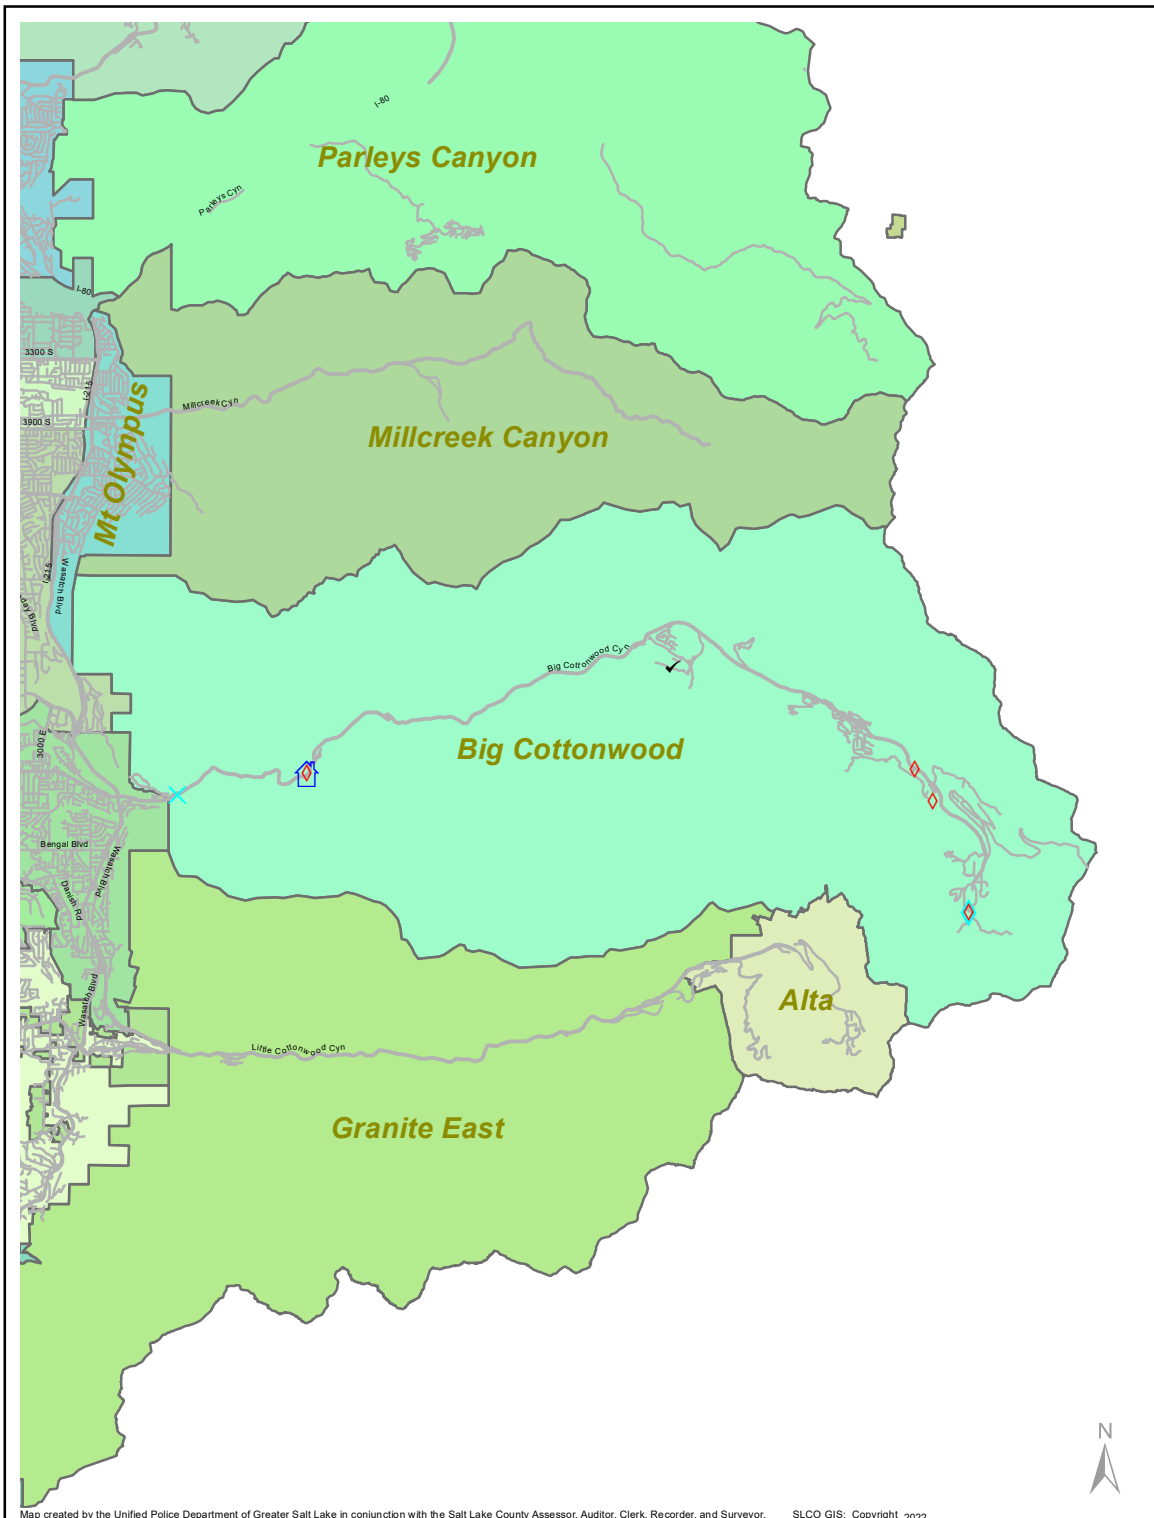 I-80
Parleys Canyon
Parleys Cyn
I-80
3300 S
I-215
Mt Olympus
Millcreek Cyn
3900 S
Millcreek Canyon
I-215
Wasatch Blvd
day Blvd
Big Cottonwood Cyn
3000 E
Big Cottonwood
Bengal Blvd
Wasatch Blvd
Danish Rd
Wasatch Blvd
Alta
Little Cottonwood Cyn
Granite East
N
Map created by the Unified Police Department of Greater Salt Lake in conjunction with the Salt Lake County Assessor, Auditor, Clerk, Recorder, and Surveyor. SLCO GIS: Copyright 2022